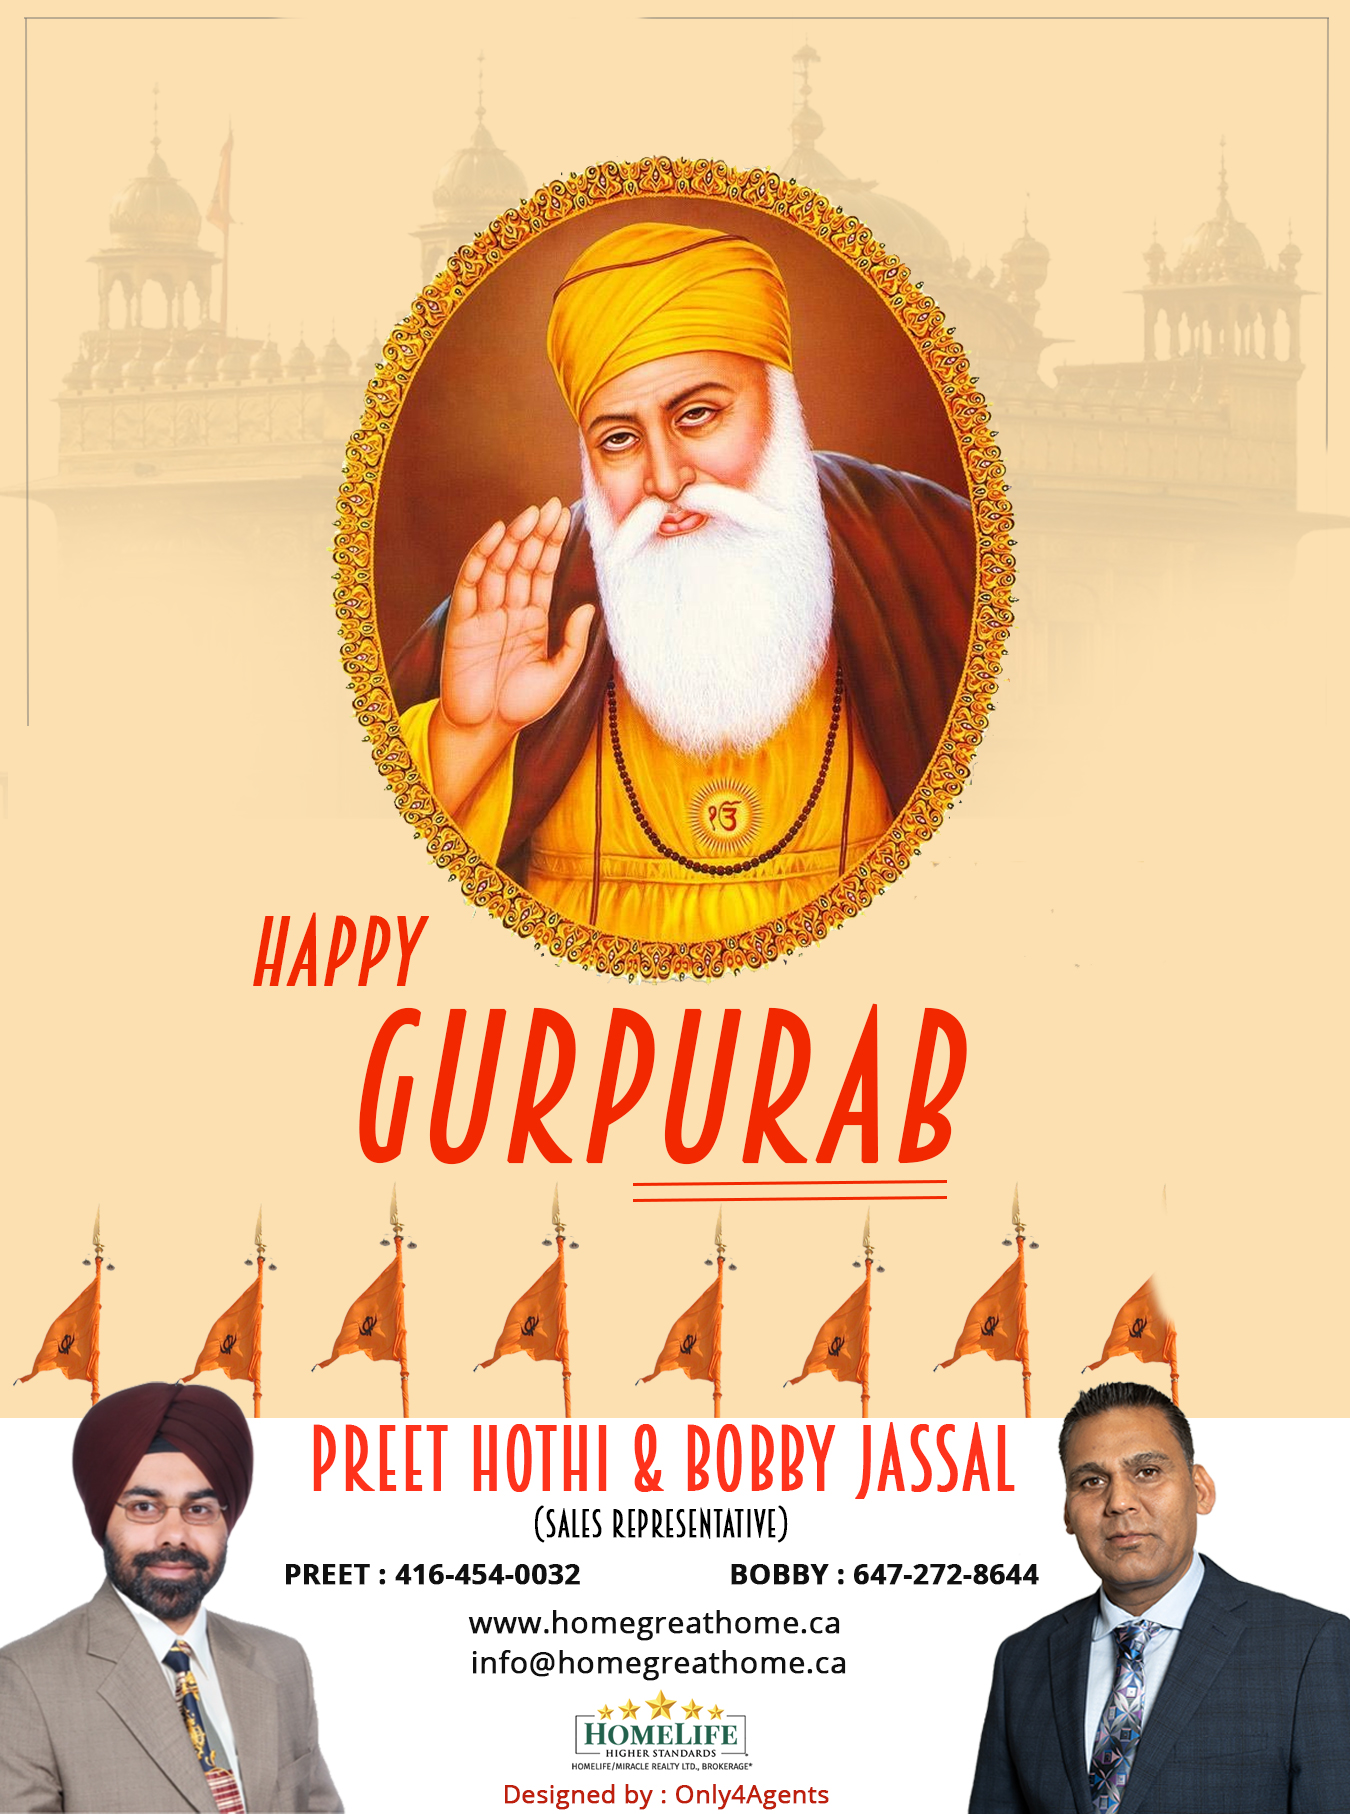 ੴ
HAPPY
GURPURAB
PREET HOTHI & BOBBY JASSAL
(SALES REPRESENTATIVE)
PREET : 416-454-0032 BOBBY : 647-272-8644
www.homegreathome.ca
info@homegreathome.ca
HOMELIFE
HIGHER STANDARDS
HOMELIFE/MIRACLE REALTY LTD., BROKERAGE*
Designed by : Only4Agents